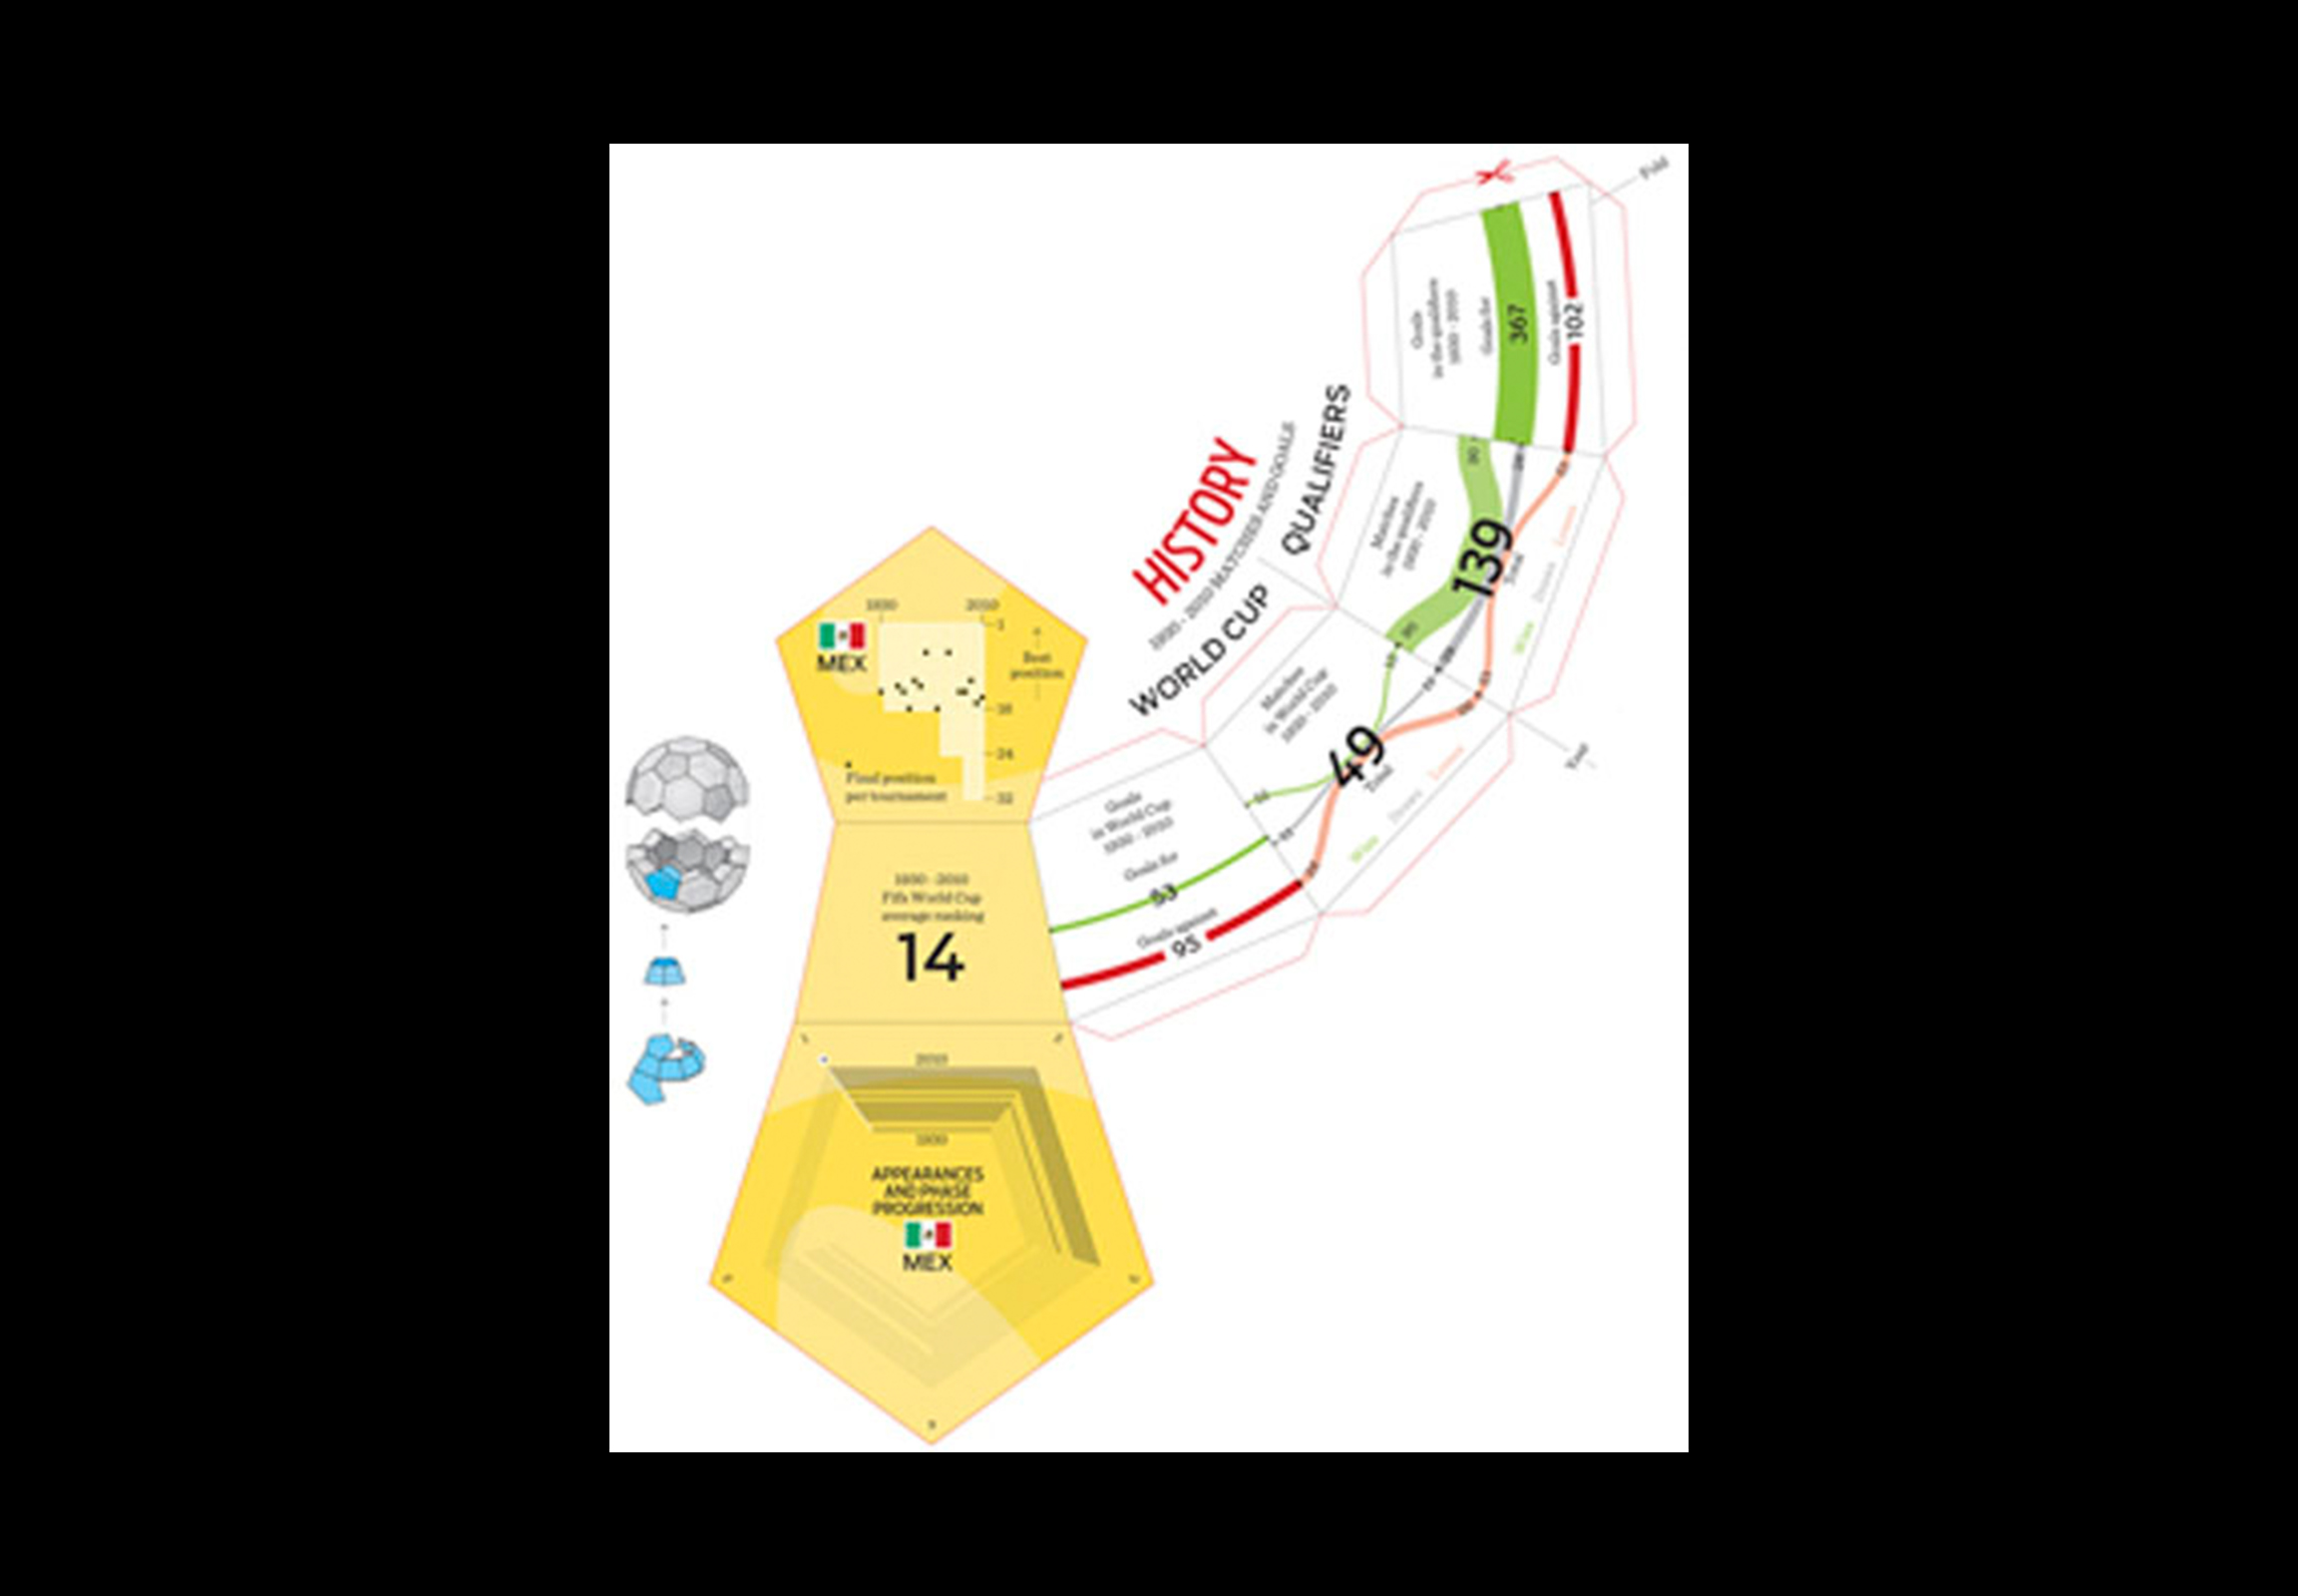 HISTORY
1930 - 2010 MATCHES AND GOALS
WORLD CUP
QUALIFIERS
Fold
Goals
in the qualifiers
1930 - 2010
Goals for
367
Goals against
102
Matches
in the qualifiers
1930 - 2010
139
Total
Losses
Draws
Wins
Matches
in World Cup
1930 - 2010
49
Total
Losses
Draws
Wins
Goals
in World Cup
1930 - 2010
Goals for
Goals against
95
1930
2010
MEX
1
Best
position
16
24
32
Final position
per tournament
1930 - 2010
Fifa World Cup
average ranking
14
2010
1930
APPEARANCES
AND PHASE
PROGRESSION
MEX